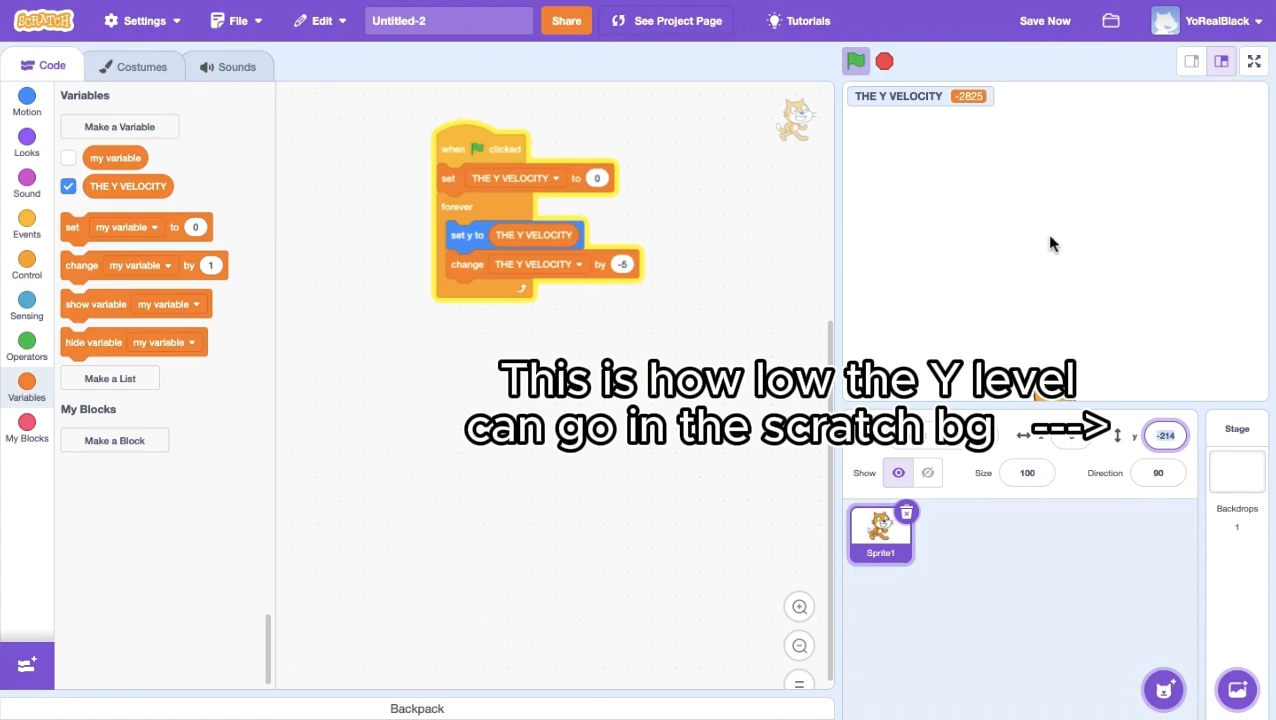 SCRATCH
Settings
File
Edit
Untitled-2
Share
See Project Page
Tutorials
Save Now
YoRealBlack
Code
Costumes
Sounds
Motion
Looks
Sound
Events
Control
Sensing
Operators
Variables
My Blocks
Variables
Make a Variable
my variable
THE Y VELOCITY
set my variable to 0
change my variable by 1
show variable my variable
hide variable my variable
Make a List
My Blocks
Make a Block
when clicked
set THE Y VELOCITY to 0
forever
set y to THE Y VELOCITY
change THE Y VELOCITY by -5
THE Y VELOCITY -2825
This is how low the Y level
can go in the scratch bg --->
y -214
Show
Size 100
Direction 90
Sprite1
Stage
Backdrops
1
Backpack